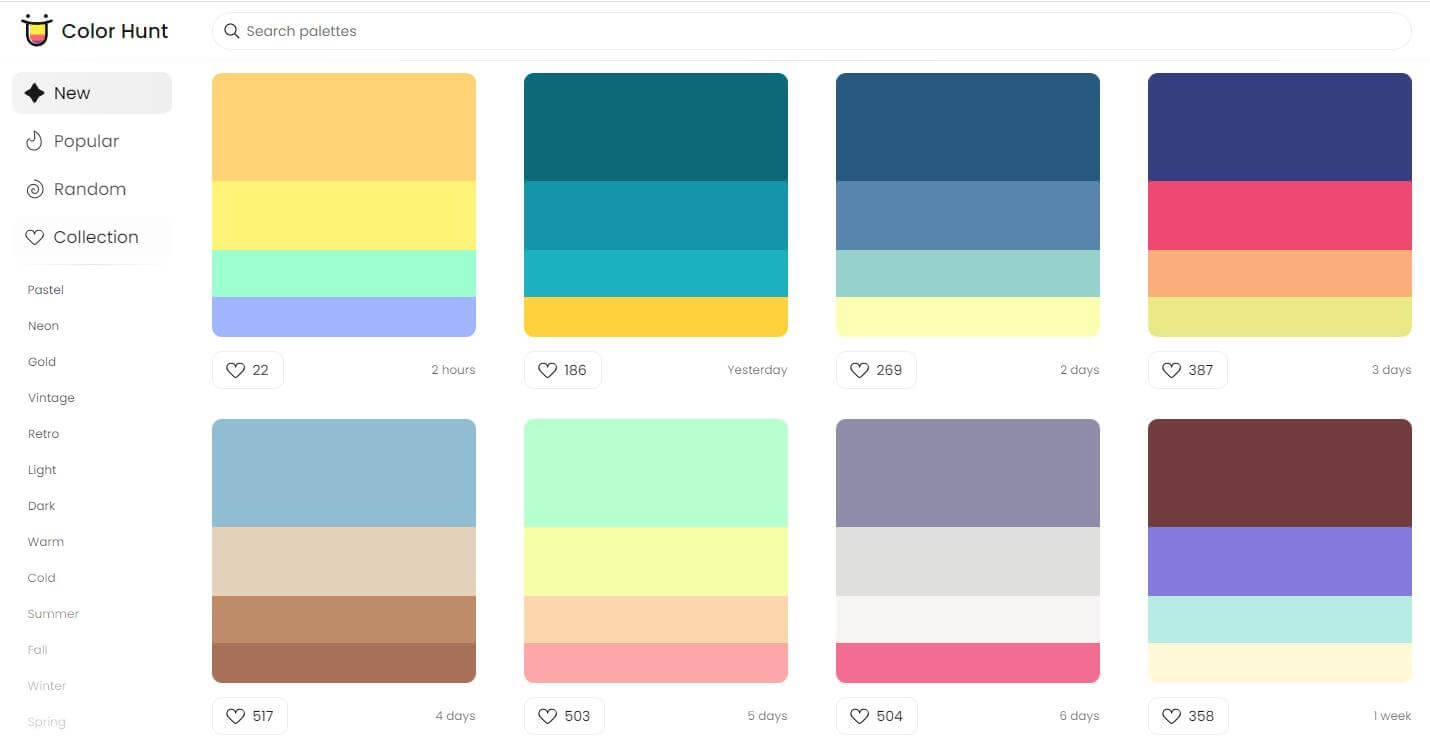 Color Hunt
Search palettes
New
Popular
Random
Collection
Pastel
Neon
Gold
Vintage
Retro
Light
Dark
Warm
Cold
Summer
Fall
Winter
Spring
22 2 hours
186 Yesterday
269 2 days
387 3 days
517 4 days
503 5 days
504 6 days
358 1 week